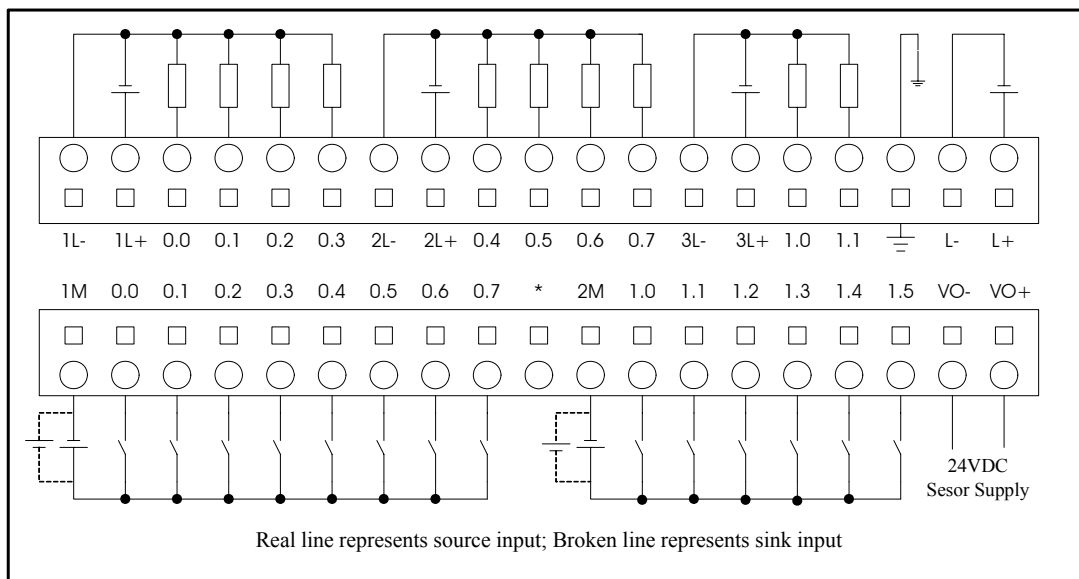 1L- 1L+ 0.0 0.1 0.2 0.3 2L- 2L+ 0.4 0.5 0.6 0.7 3L- 3L+ 1.0 1.1 L- L+
1M 0.0 0.1 0.2 0.3 0.4 0.5 0.6 0.7 * 2M 1.0 1.1 1.2 1.3 1.4 1.5 VO- VO+
24VDC
Sesor Supply
Real line represents source input; Broken line represents sink input